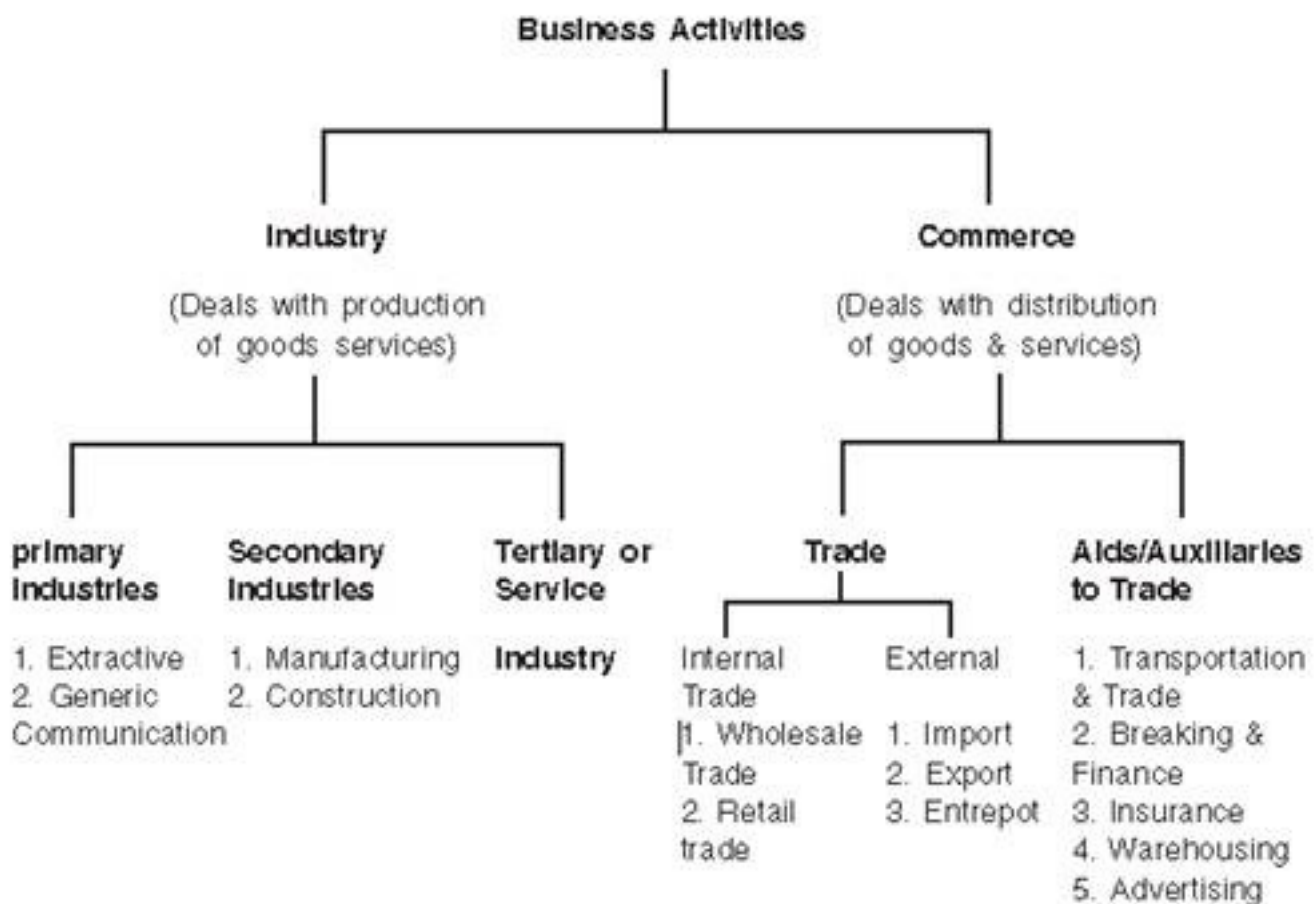 Business Activities
Industry
(Deals with production
of goods services)
Commerce
(Deals with distribution
of goods & services)
primary
Industries
1. Extractive
2. Generic
Communication
Secondary
Industries
1. Manufacturing
2. Construction
Tertiary or
Service
Industry
Trade
Internal
Trade
1. Wholesale
Trade
2. Retail
trade
External
1. Import
2. Export
3. Entrepot
Aids/Auxiliaries
to Trade
1. Transportation
& Trade
2. Breaking &
Finance
3. Insurance
4. Warehousing
5. Advertising